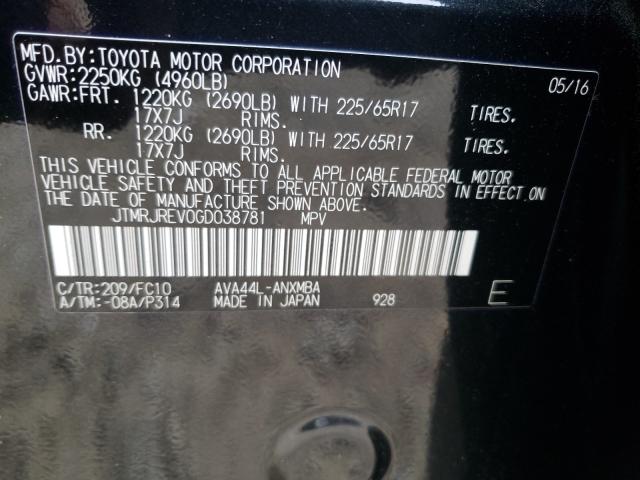 MFD.BY:TOYOTA MOTOR CORPORATION 05/16
GVWR:2250KG (4960LB)
GAWR:FRT. 1220KG (2690LB) WITH 225/65R17 TIRES.
17X7J RIMS.
RR. 1220KG (2690LB) WITH 225/65R17 TIRES.
17X7J RIMS.
THIS VEHICLE CONFORMS TO ALL APPLICABLE FEDERAL MOTOR
VEHICLE SAFETY AND THEFT PREVENTION STANDARDS IN EFFECT ON
THE DATE OF MANUFACTURE SHOWN ABOVE.
JTMRJREV0GD038781 MPV
C/TR:209/FC10 AVA44L-ANXMBA
A/TM:-08A/P314 MADE IN JAPAN 928 E